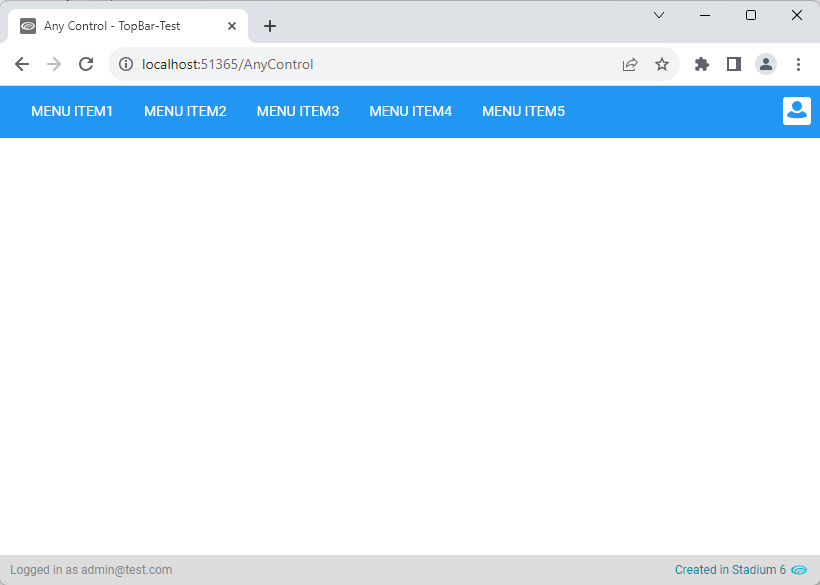 Any Control - TopBar-Test
localhost:51365/AnyControl
MENU ITEM1 MENU ITEM2 MENU ITEM3 MENU ITEM4 MENU ITEM5
Logged in as admin@test.com Created in Stadium 6